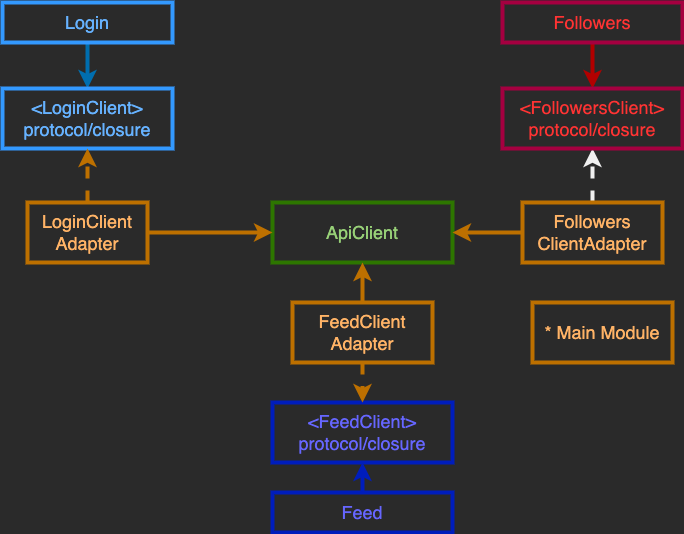 Login
Followers
<LoginClient>
protocol/closure
<FollowersClient>
protocol/closure
LoginClient
Adapter
ApiClient
Followers
ClientAdapter
FeedClient
Adapter
* Main Module
<FeedClient>
protocol/closure
Feed